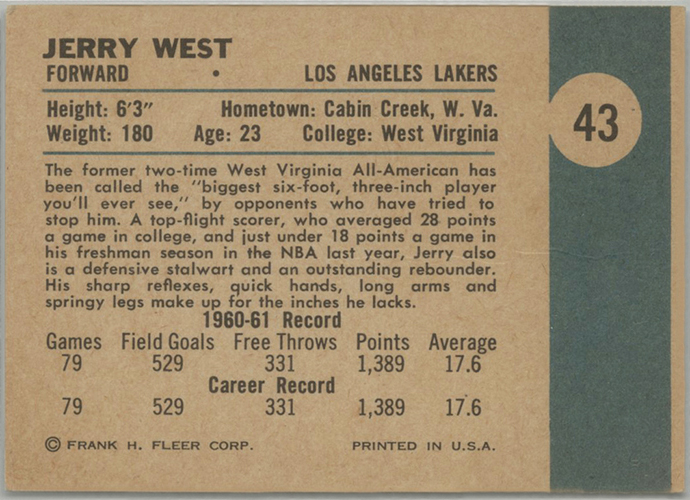 JERRY WEST
FORWARD • LOS ANGELES LAKERS
Height: 6'3" Hometown: Cabin Creek, W. Va.
Weight: 180 Age: 23 College: West Virginia
43
The former two-time West Virginia All-American has
been called the "biggest six-foot, three-inch player
you'll ever see," by opponents who have tried to
stop him. A top-flight scorer, who averaged 28 points
a game in college, and just under 18 points a game in
his freshman season in the NBA last year, Jerry also
is a defensive stalwart and an outstanding rebounder.
His sharp reflexes, quick hands, long arms and
springy legs make up for the inches he lacks.
1960-61 Record
Games Field Goals Free Throws Points Average
79 529 331 1,389 17.6
Career Record
79 529 331 1,389 17.6
© FRANK H. FLEER CORP. PRINTED IN U.S.A.